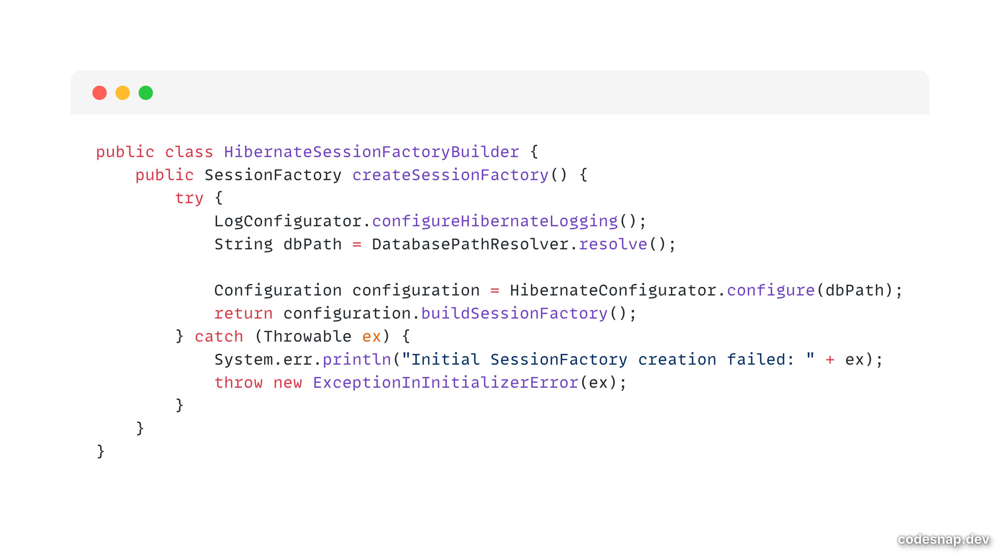 public class HibernateSessionFactoryBuilder {
    public SessionFactory createSessionFactory() {
        try {
            LogConfigurator.configureHibernateLogging();
            String dbPath = DatabasePathResolver.resolve();

            Configuration configuration = HibernateConfigurator.configure(dbPath);
            return configuration.buildSessionFactory();
        } catch (Throwable ex) {
            System.err.println("Initial SessionFactory creation failed: " + ex);
            throw new ExceptionInInitializerError(ex);
        }
    }
}
codesnap.dev